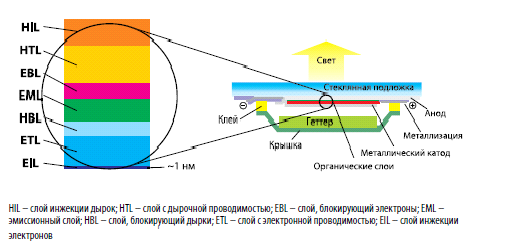 HIL
HTL
EBL
EML
HBL
ETL
EIL
~1 нм
Свет
Стеклянная подложка
⊖
⊕
Клей
Геттер
Крышка
Анод
Металлизация
Металлический катод
Органические слои
HIL – слой инжекции дырок; HTL – слой с дырочной проводимостью; EBL – слой, блокирующий электроны; EML –
эмиссионный слой; HBL – слой, блокирующий дырки; ETL – слой с электронной проводимостью; EIL – слой инжекции
электронов